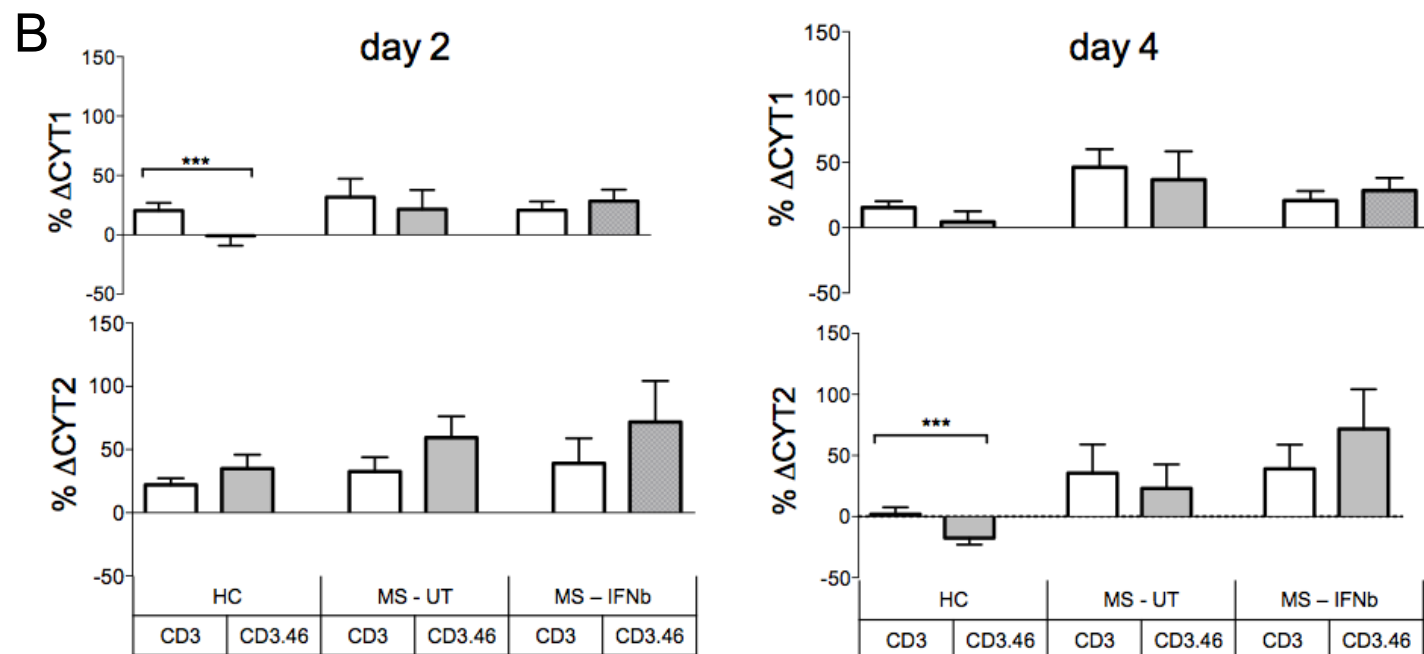 B
day 2
% ΔCYT1
150
100
50
0
-50
***
day 4
% ΔCYT1
150
100
50
0
-50
% ΔCYT2
150
100
50
0
-50
HC MS - UT MS – IFNb
CD3 CD3.46 CD3 CD3.46 CD3 CD3.46
% ΔCYT2
150
100
50
0
-50
***
HC MS - UT MS – IFNb
CD3 CD3.46 CD3 CD3.46 CD3 CD3.46